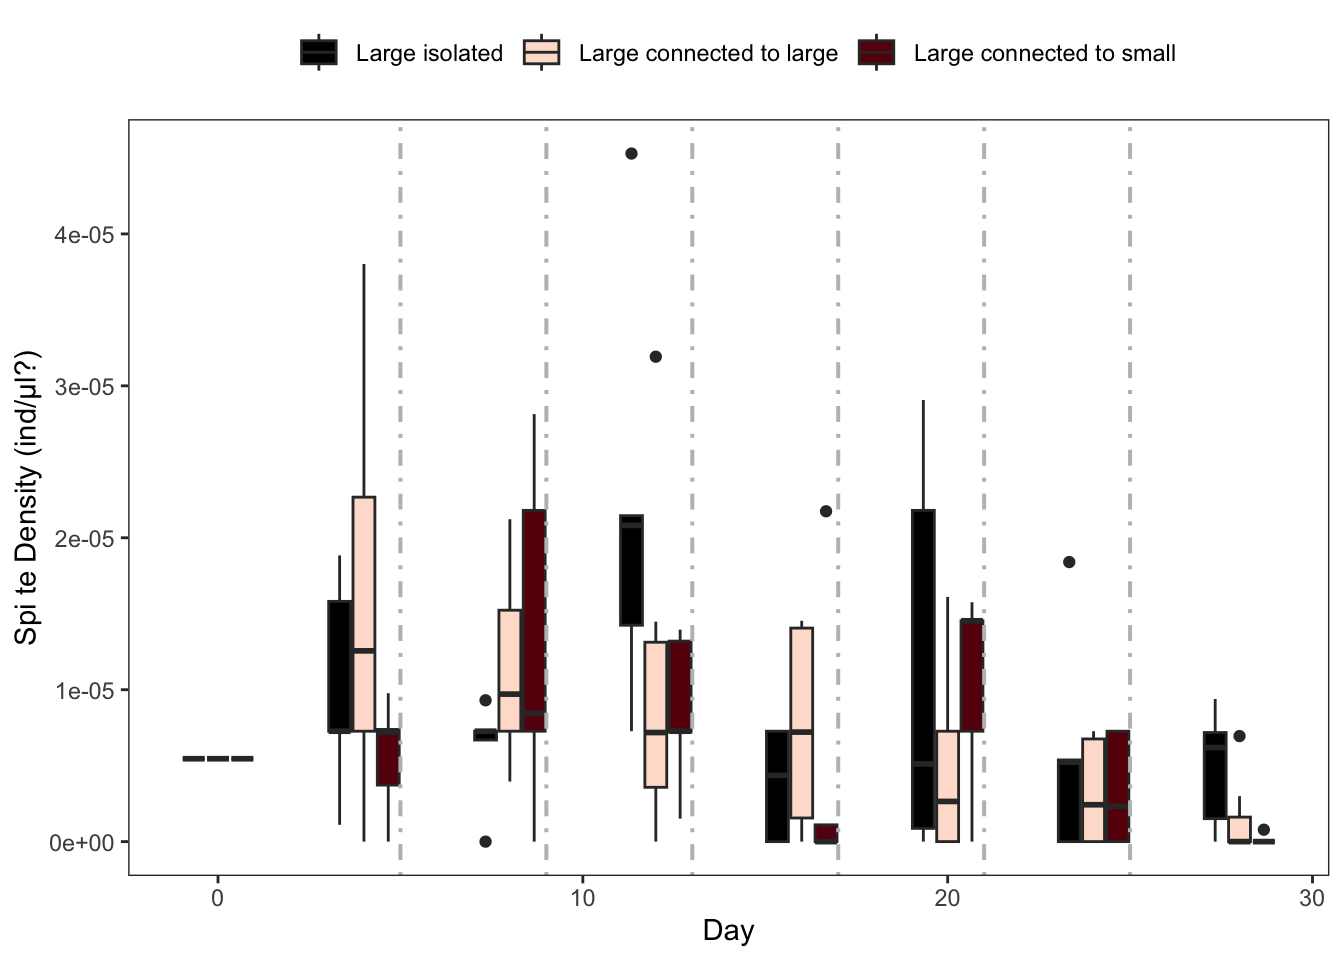 Large isolated Large connected to large Large connected to small
Spi te Density (ind/µl?)
4e-05
3e-05
2e-05
1e-05
0e+00
0 10 20 30
Day